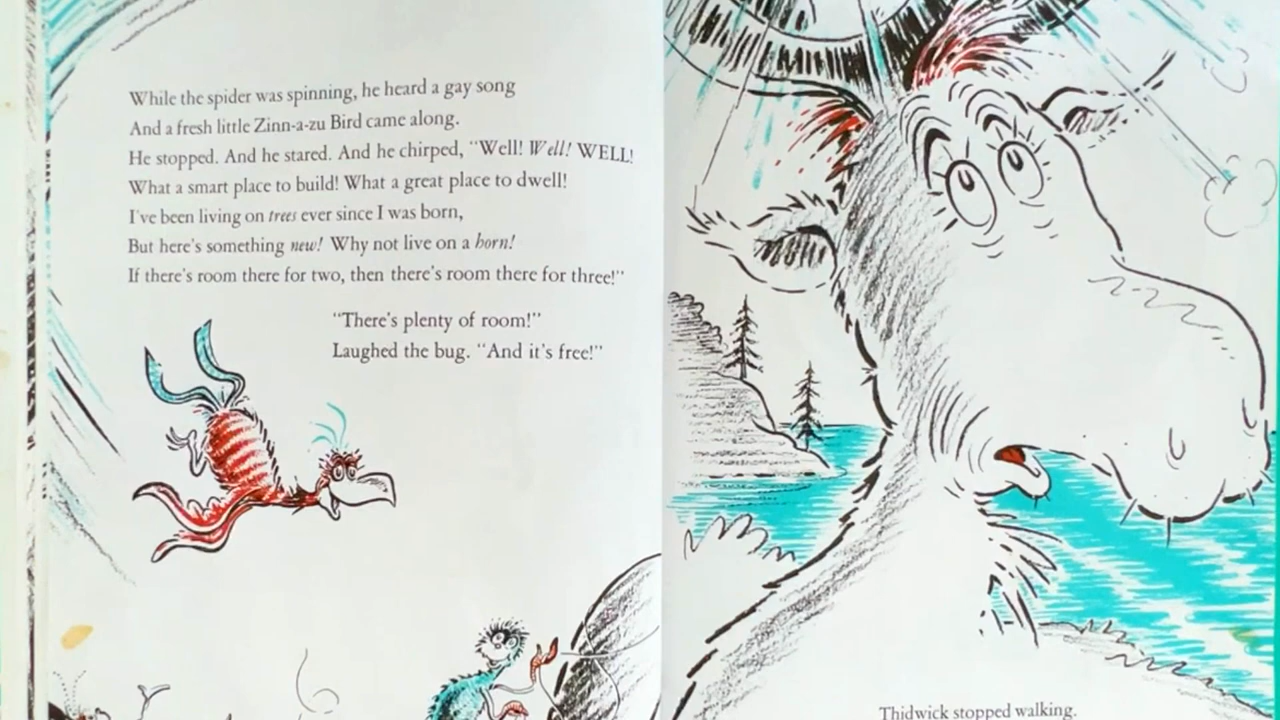 While the spider was spinning, he heard a gay song
And a fresh little Zinn-a-zu Bird came along.
He stopped. And he stared. And he chirped, "Well! Well! WELL!
What a smart place to build! What a great place to dwell!
I've been living on trees ever since I was born,
But here's something new! Why not live on a horn!
If there's room there for two, then there's room there for three!"
"There's plenty of room!"
Laughed the bug. "And it's free!"
Thidwick stopped walking.